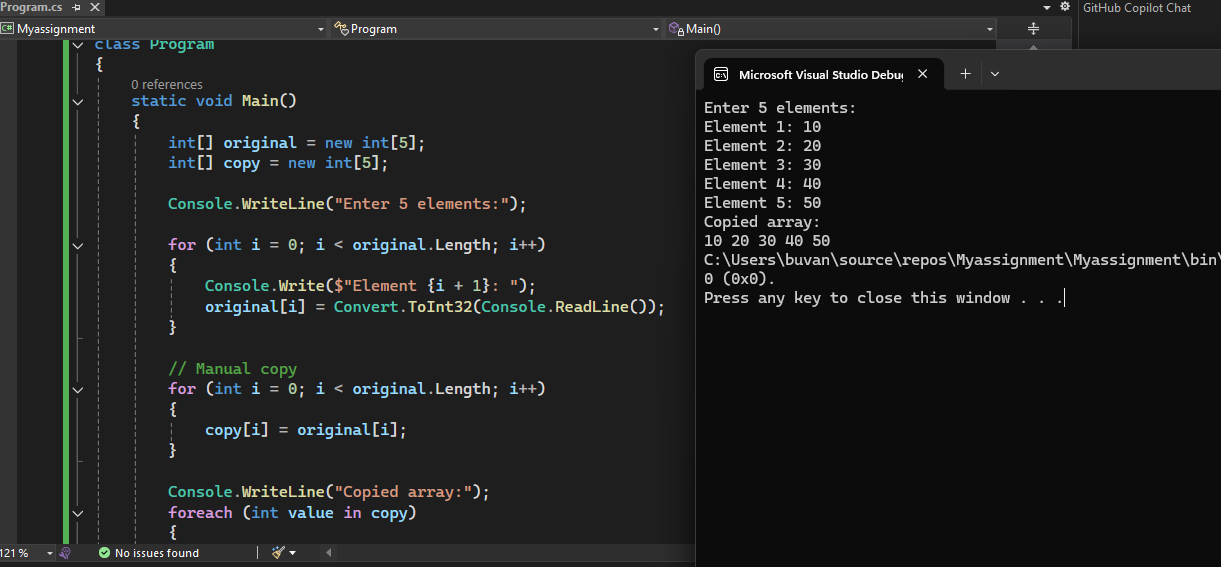 Program.cs
GitHub Copilot Chat
C# Myassignment
Program
Main()
class Program
{
0 references
static void Main()
{
int[] original = new int[5];
int[] copy = new int[5];
Console.WriteLine("Enter 5 elements:");
for (int i = 0; i < original.Length; i++)
{
Console.Write($"Element {i + 1}: ");
original[i] = Convert.ToInt32(Console.ReadLine());
}
// Manual copy
for (int i = 0; i < original.Length; i++)
{
copy[i] = original[i];
}
Console.WriteLine("Copied array:");
foreach (int value in copy)
{
121 %
No issues found
Microsoft Visual Studio Debug
Enter 5 elements:
Element 1: 10
Element 2: 20
Element 3: 30
Element 4: 40
Element 5: 50
Copied array:
10 20 30 40 50
C:\Users\buvan\source\repos\Myassignment\Myassignment\bin\
0 (0x0).
Press any key to close this window . . .